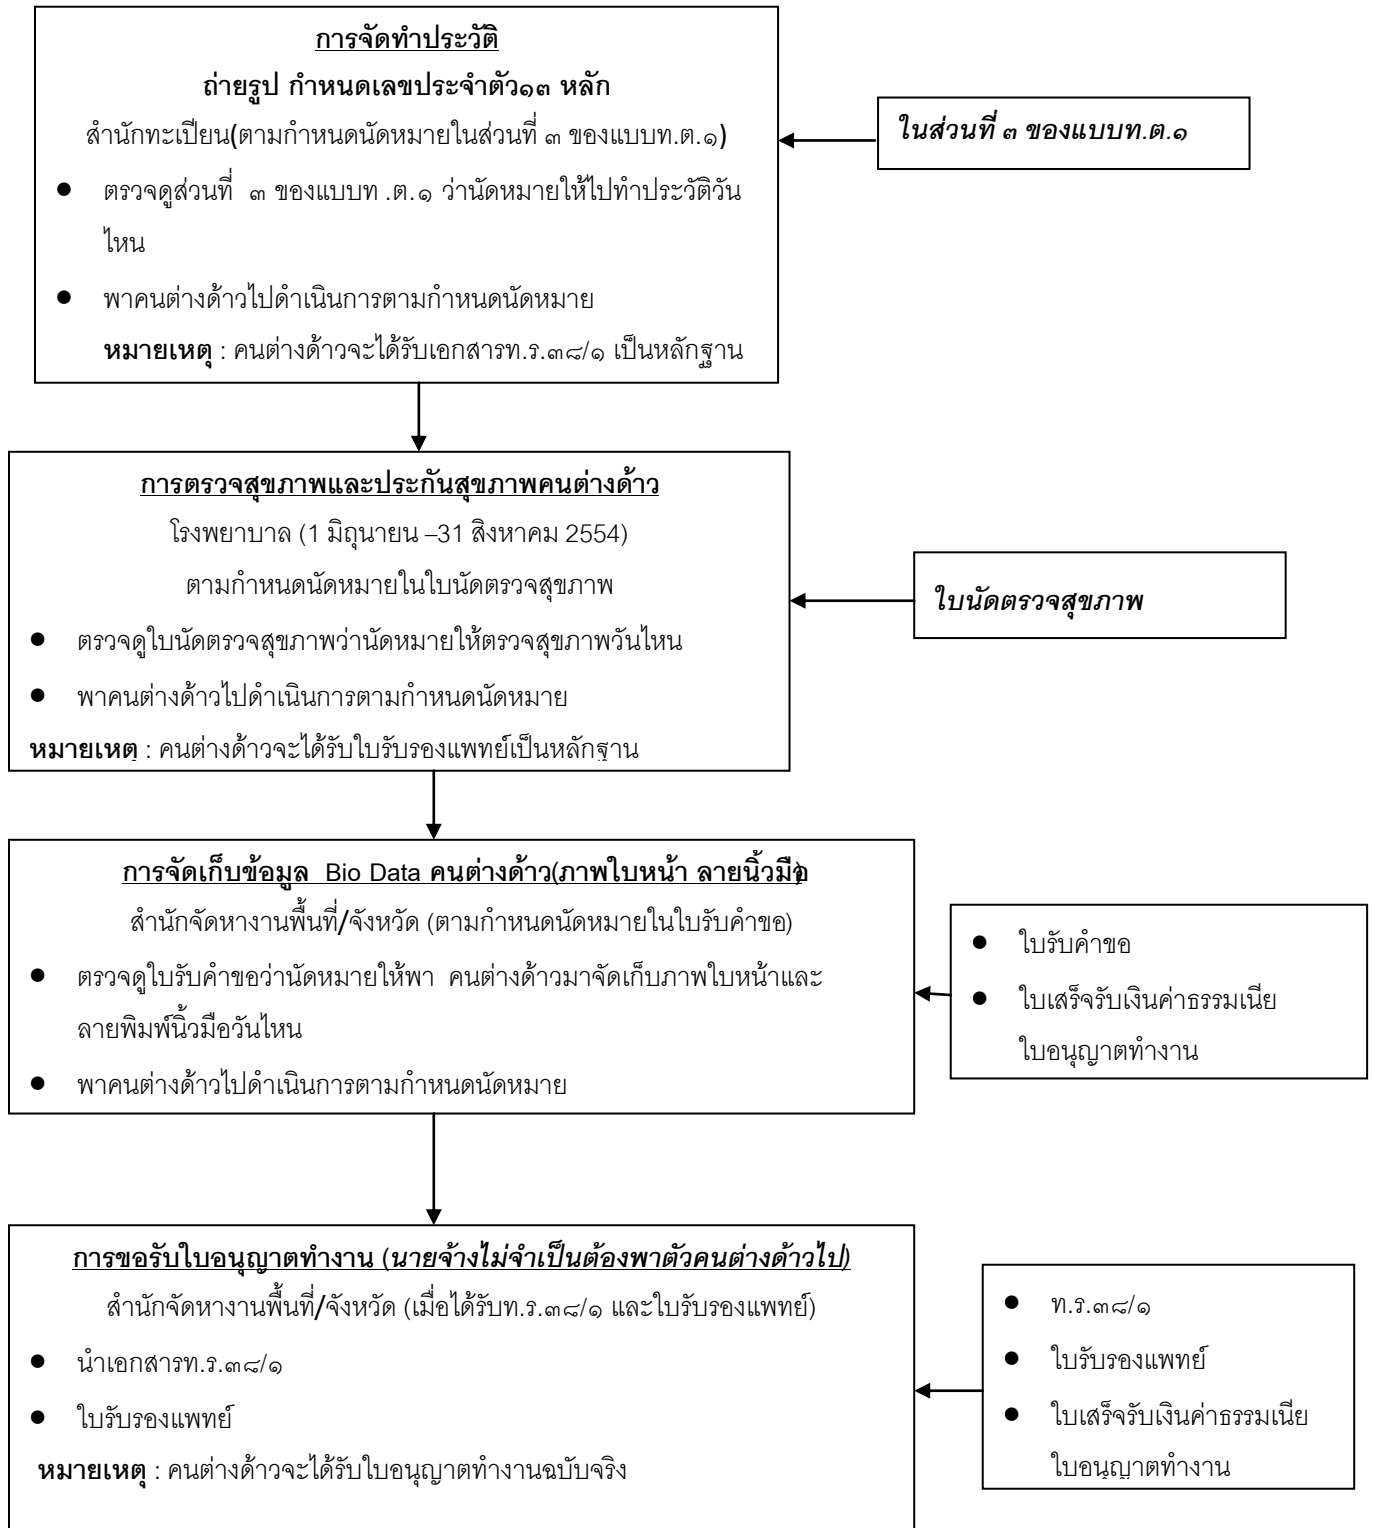 การจัดทำประวัติ
ถ่ายรูป กำหนดเลขประจำตัว๑๓ หลัก
สำนักทะเบียน(ตามกำหนดนัดหมายในส่วนที่ ๓ ของแบบท.ต.๑)
● ตรวจดูส่วนที่ ๓ ของแบบท .ต.๑ ว่านัดหมายให้ไปทำประวัติวัน
ไหน
● พาคนต่างด้าวไปดำเนินการตามกำหนดนัดหมาย
หมายเหตุ : คนต่างด้าวจะได้รับเอกสารท.ร.๓๘/๑ เป็นหลักฐาน
ในส่วนที่ ๓ ของแบบท.ต.๑
การตรวจสุขภาพและประกันสุขภาพคนต่างด้าว
โรงพยาบาล (1 มิถุนายน –31 สิงหาคม 2554)
ตามกำหนดนัดหมายในใบนัดตรวจสุขภาพ
● ตรวจดูใบนัดตรวจสุขภาพว่านัดหมายให้ตรวจสุขภาพวันไหน
● พาคนต่างด้าวไปดำเนินการตามกำหนดนัดหมาย
หมายเหตุ : คนต่างด้าวจะได้รับใบรับรองแพทย์เป็นหลักฐาน
ใบนัดตรวจสุขภาพ
การจัดเก็บข้อมูล Bio Data คนต่างด้าว(ภาพใบหน้า ลายนิ้วมือ)
สำนักจัดหางานพื้นที่/จังหวัด (ตามกำหนดนัดหมายในใบรับคำขอ)
● ตรวจดูใบรับคำขอว่านัดหมายให้พา คนต่างด้าวมาจัดเก็บภาพใบหน้าและ
ลายพิมพ์นิ้วมือวันไหน
● พาคนต่างด้าวไปดำเนินการตามกำหนดนัดหมาย
● ใบรับคำขอ
● ใบเสร็จรับเงินค่าธรรมเนีย
ใบอนุญาตทำงาน
การขอรับใบอนุญาตทำงาน (นายจ้างไม่จำเป็นต้องพาตัวคนต่างด้าวไป)
สำนักจัดหางานพื้นที่/จังหวัด (เมื่อได้รับท.ร.๓๘/๑ และใบรับรองแพทย์)
● นำเอกสารท.ร.๓๘/๑
● ใบรับรองแพทย์
หมายเหตุ : คนต่างด้าวจะได้รับใบอนุญาตทำงานฉบับจริง
● ท.ร.๓๘/๑
● ใบรับรองแพทย์
● ใบเสร็จรับเงินค่าธรรมเนีย
ใบอนุญาตทำงาน